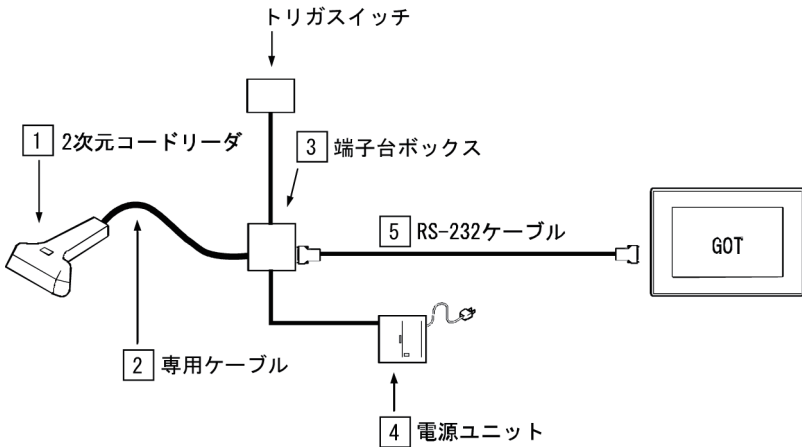 トリガスイッチ
1 2次元コードリーダ
3 端子台ボックス
5 RS-232ケーブル
GOT
2 専用ケーブル
4 電源ユニット